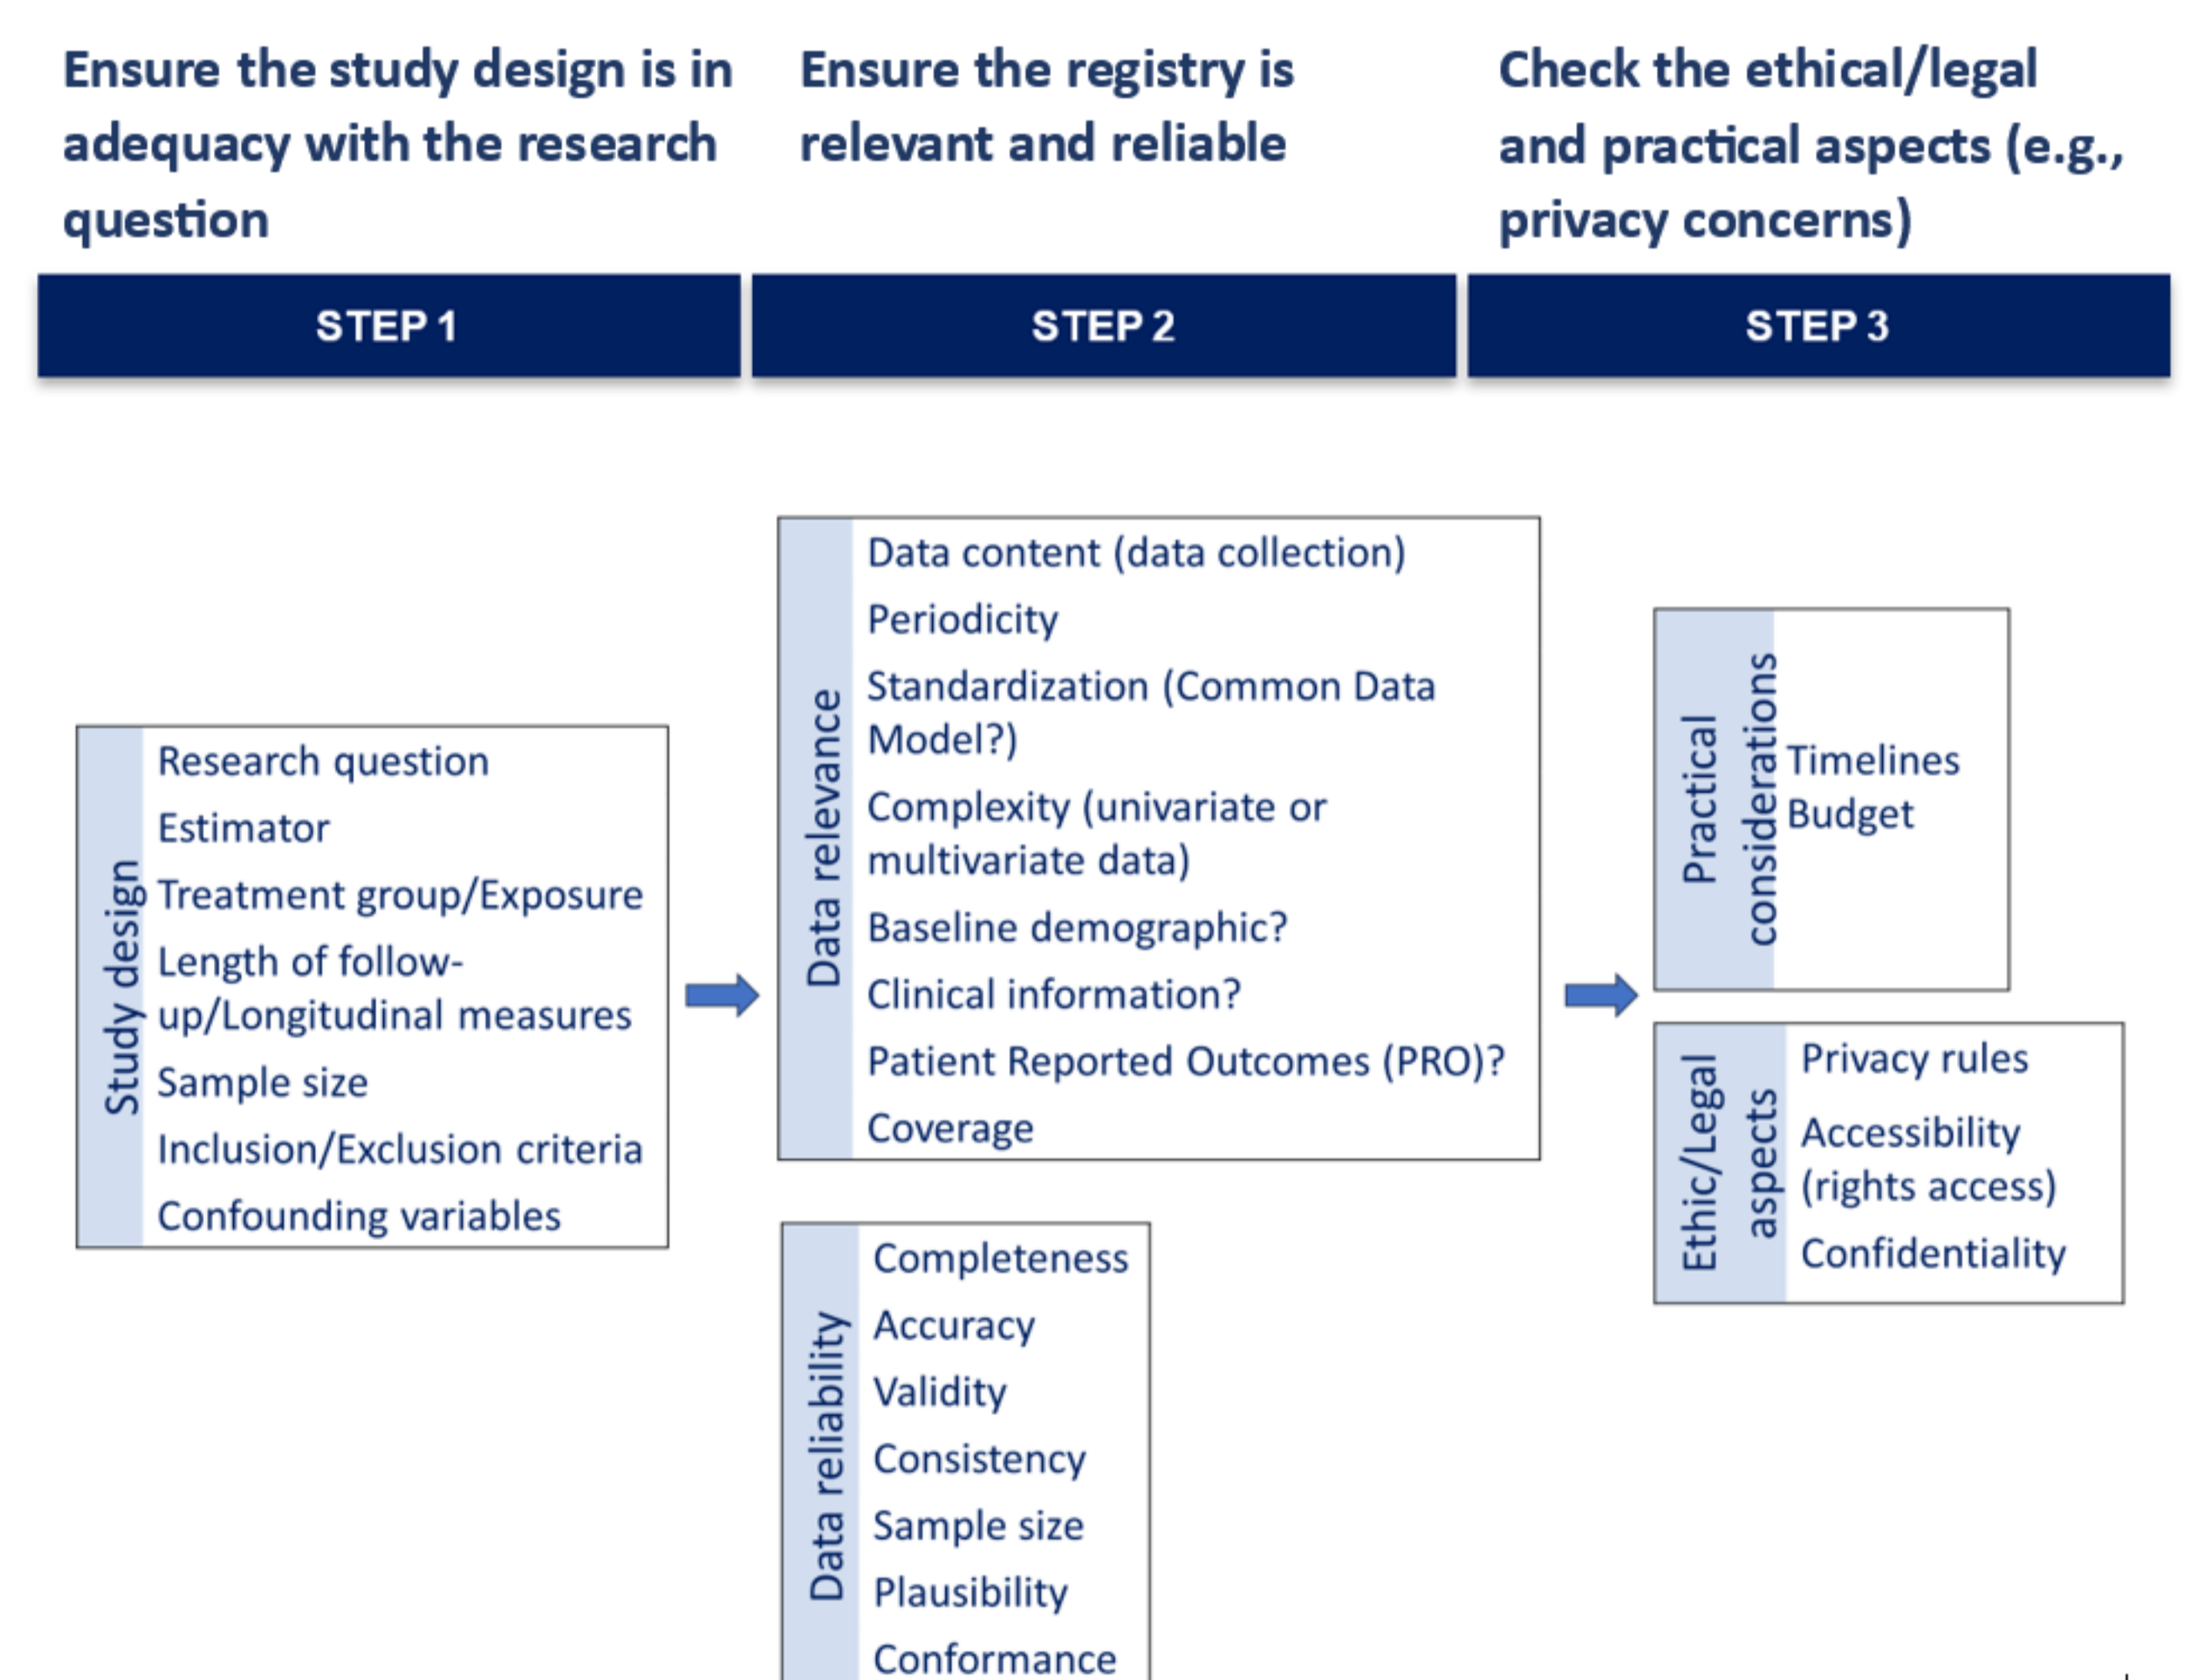 Ensure the study design is in
adequacy with the research
question
Ensure the registry is
relevant and reliable
Check the ethical/legal
and practical aspects (e.g.,
privacy concerns)
STEP 1
STEP 2
STEP 3
Study design
Research question
Estimator
Treatment group/Exposure
Length of follow-
up/Longitudinal measures
Sample size
Inclusion/Exclusion criteria
Confounding variables
Data relevance
Data content (data collection)
Periodicity
Standardization (Common Data
Model?)
Complexity (univariate or
multivariate data)
Baseline demographic?
Clinical information?
Patient Reported Outcomes (PRO)?
Coverage
Data reliability
Completeness
Accuracy
Validity
Consistency
Sample size
Plausibility
Conformance
Practical
considerations
Timelines
Budget
Ethic/Legal
aspects
Privacy rules
Accessibility
(rights access)
Confidentiality